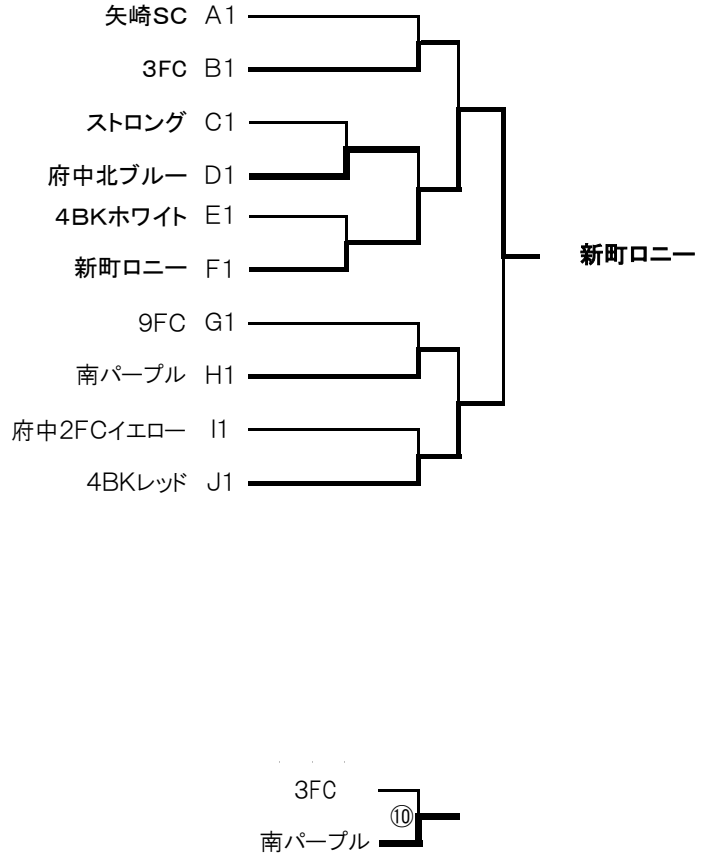 矢崎SC A1
3FC B1
ストロング C1
府中北ブルー D1
4BKホワイト E1
新町ロニー F1
新町ロニー
9FC G1
南パープル H1
府中2FCイエロー I1
4BKレッド J1
3FC
⑩
南パープル